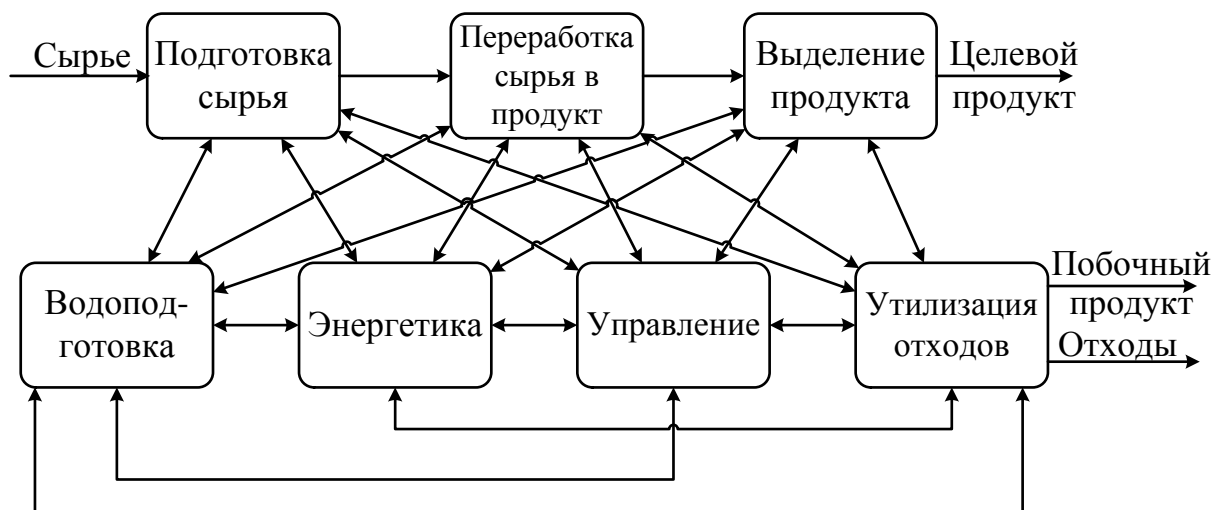 Сырье
Подготовка
сырья
Переработка
сырья в
продукт
Выделение
продукта
Целевой
продукт
Водопод-
готовка
Энергетика
Управление
Утилизация
отходов
Побочный
продукт
Отходы